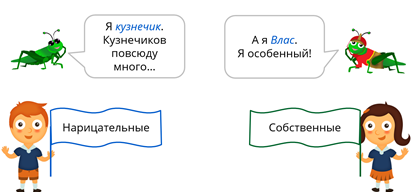 Я кузнечик.
Кузнечиков
повсюду
много...
А я Влас.
Я особенный!
Нарицательные
Собственные